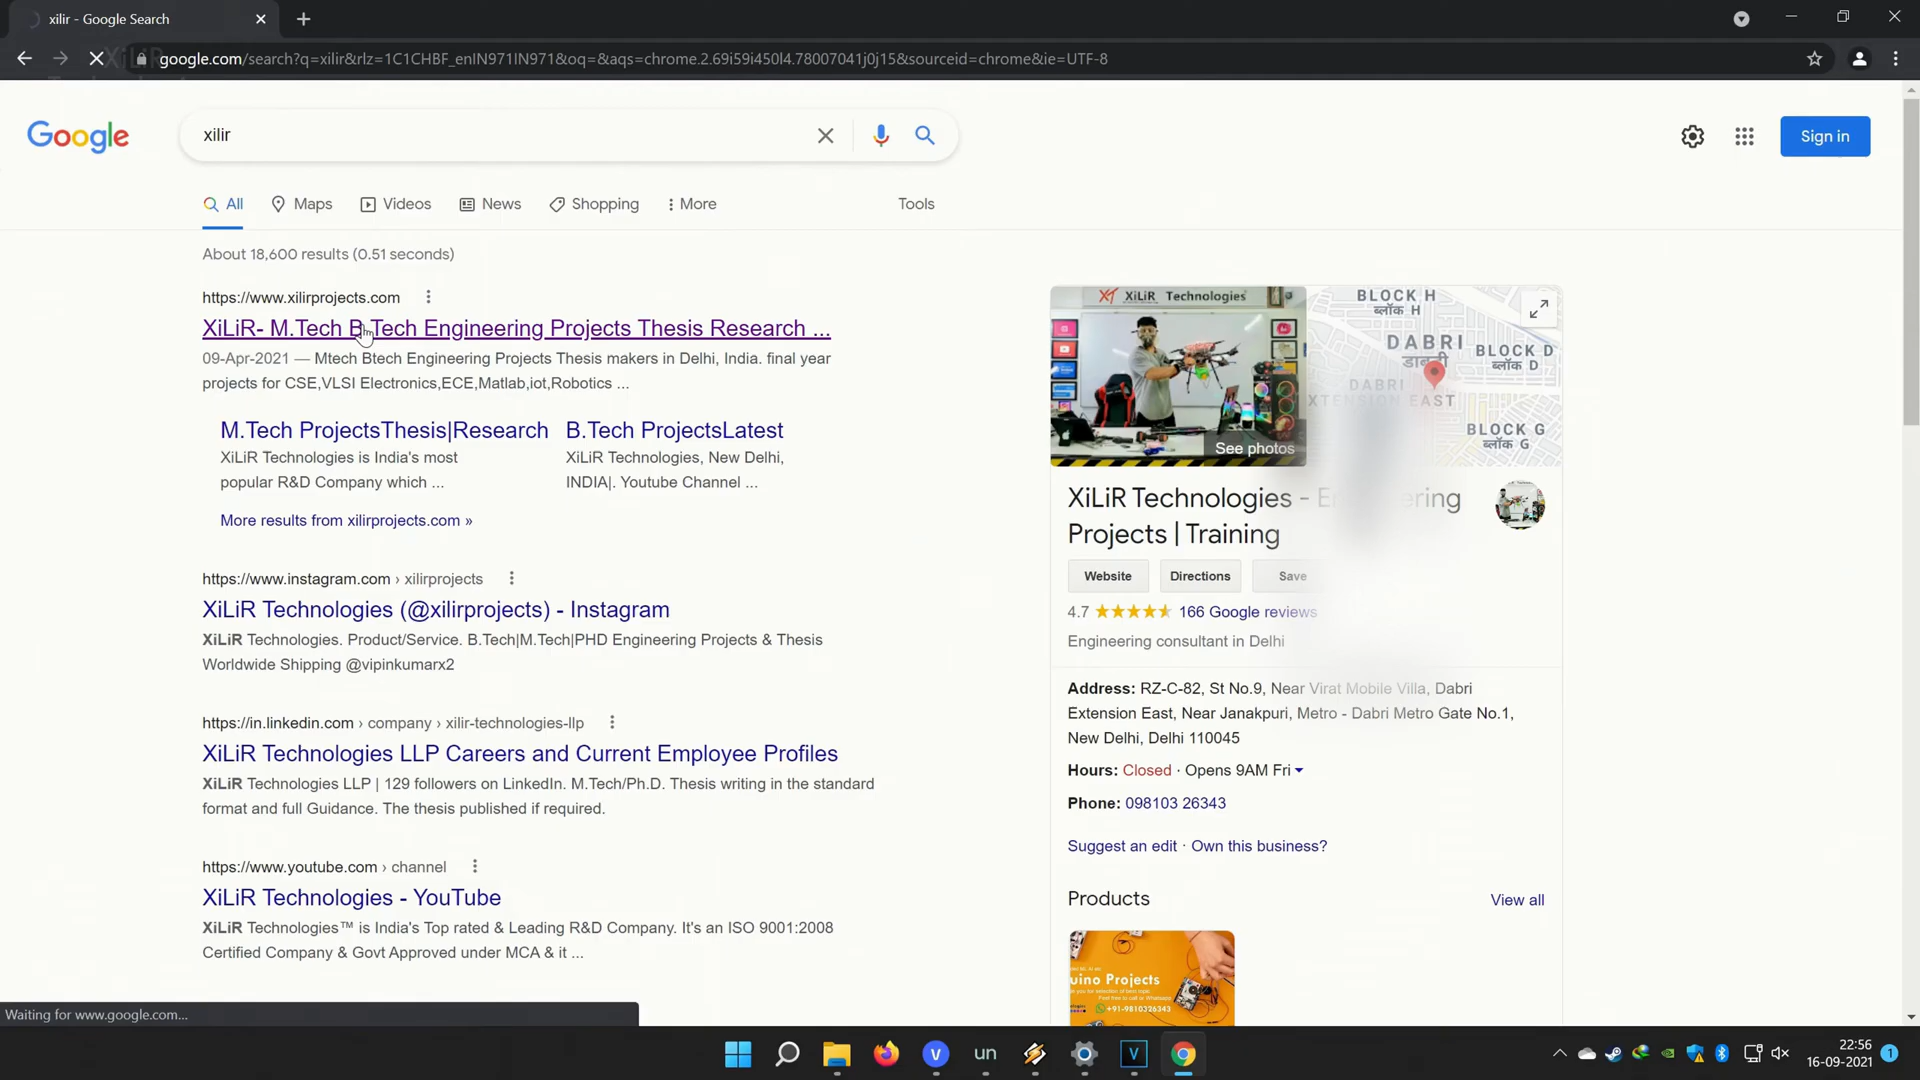 xilir - Google Search
google.com/search?q=xilir&rlz=1C1CHBF_enIN971IN971&oq=&aqs=chrome.2.69i59i450l4.78007041j0j15&sourceid=chrome&ie=UTF-8
Google
xilir
Sign in
All
Maps
Videos
News
Shopping
More
Tools
About 18,600 results (0.51 seconds)
https://www.xilirprojects.com
XiLiR- M.Tech B.Tech Engineering Projects Thesis Research ...
09-Apr-2021 — Mtech Btech Engineering Projects Thesis makers in Delhi, India. final year
projects for CSE,VLSI Electronics,ECE,Matlab,iot,Robotics ...
M.Tech ProjectsThesis|Research
XiLiR Technologies is India's most
popular R&D Company which ...
B.Tech ProjectsLatest
XiLiR Technologies, New Delhi,
INDIA|. Youtube Channel ...
More results from xilirprojects.com »
https://www.instagram.com › xilirprojects
XiLiR Technologies (@xilirprojects) - Instagram
XiLiR Technologies. Product/Service. B.Tech|M.Tech|PHD Engineering Projects & Thesis
Worldwide Shipping @vipinkumarx2
https://in.linkedin.com › company › xilir-technologies-llp
XiLiR Technologies LLP Careers and Current Employee Profiles
XiLiR Technologies LLP | 129 followers on LinkedIn. M.Tech/Ph.D. Thesis writing in the standard
format and full Guidance. The thesis published if required.
https://www.youtube.com › channel
XiLiR Technologies - YouTube
XiLiR Technologies™ is India's Top rated & Leading R&D Company. It's an ISO 9001:2008
Certified Company & Govt Approved under MCA & it ...
XT XiLiR Technologies
See photos
BLOCK H
ब्लॉक H
DABRI
डाबड़ी
BLOCK D
ब्लॉक D
DABRI
EXTENSION EAST
BLOCK G
ब्लॉक G
XiLiR Technologies - Engineering
Projects | Training
Website
Directions
Save
4.7
166 Google reviews
Engineering consultant in Delhi
Address: RZ-C-82, St No.9, Near Virat Mobile Villa, Dabri
Extension East, Near Janakpuri, Metro - Dabri Metro Gate No.1,
New Delhi, Delhi 110045
Hours: Closed · Opens 9AM Fri
Phone: 098103 26343
Suggest an edit · Own this business?
Products
View all
uino Projects
+91-9810326343
Waiting for www.google.com...
un
22:56
16-09-2021
1